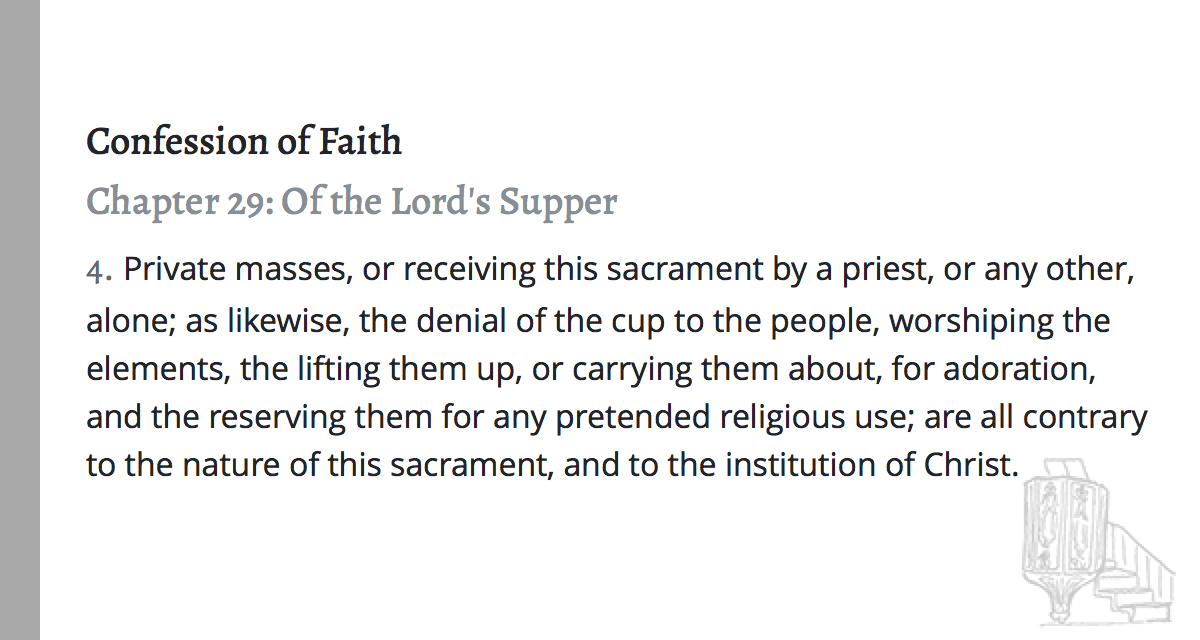 Confession of Faith
Chapter 29: Of the Lord's Supper
4. Private masses, or receiving this sacrament by a priest, or any other,
alone; as likewise, the denial of the cup to the people, worshiping the
elements, the lifting them up, or carrying them about, for adoration,
and the reserving them for any pretended religious use; are all contrary
to the nature of this sacrament, and to the institution of Christ.